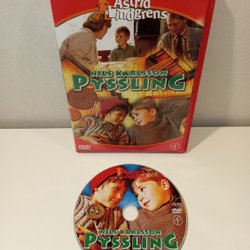 Astrid
Lindgrens
NILS KARLSSON
PYSSLING
DVD
NILS KARLSSON
PYSSLING